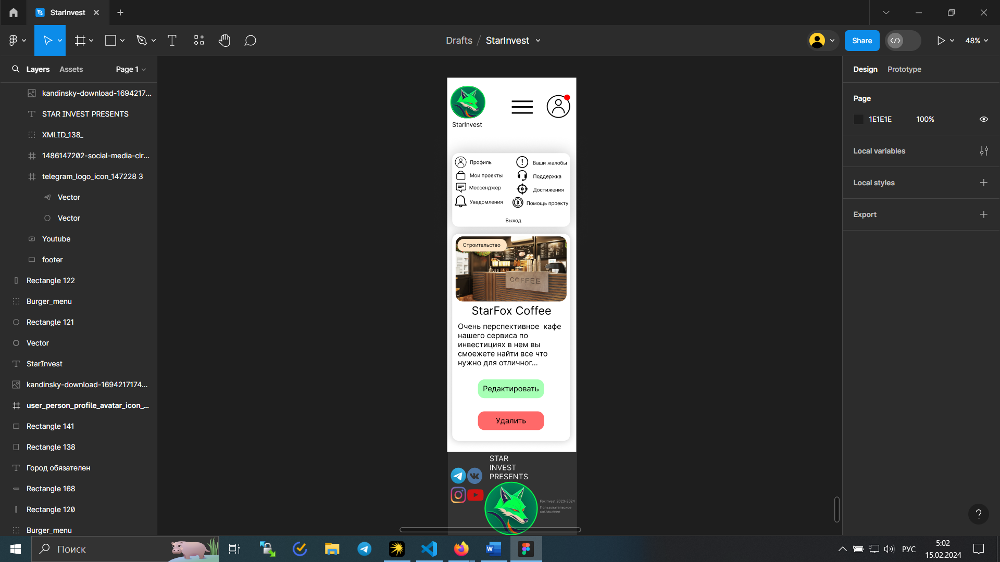 StarInvest
Drafts / StarInvest
Share
48%
Layers
Assets
Page 1
Design
Prototype
kandinsky-download-1694217...
STAR INVEST PRESENTS
XMLID_138_
1486147202-social-media-cir...
telegram_logo_icon_147228 3
Vector
Vector
Youtube
footer
Rectangle 122
Burger_menu
Rectangle 121
Vector
StarInvest
kandinsky-download-1694217174...
user_person_profile_avatar_icon_...
Rectangle 141
Rectangle 138
Город обязателен
Rectangle 168
Rectangle 120
Burger_menu
StarInvest
Профиль
Мои проекты
Мессенджер
Уведомления
Ваши жалобы
Поддержка
Достижения
Помощь проекту
Выход
Строительство
COFFEE
StarFox Coffee
Очень перспективное кафе
нашего сервиса по
инвестициях в нем вы
смоежете найти все что
нужно для отличног...
Редактировать
Удалить
STAR
INVEST
PRESENTS
FoxInvest 2023-2024
Пользовательское
соглашение
Page
1E1E1E
100%
Local variables
Local styles
Export
?
Поиск
РУС
5:02
15.02.2024